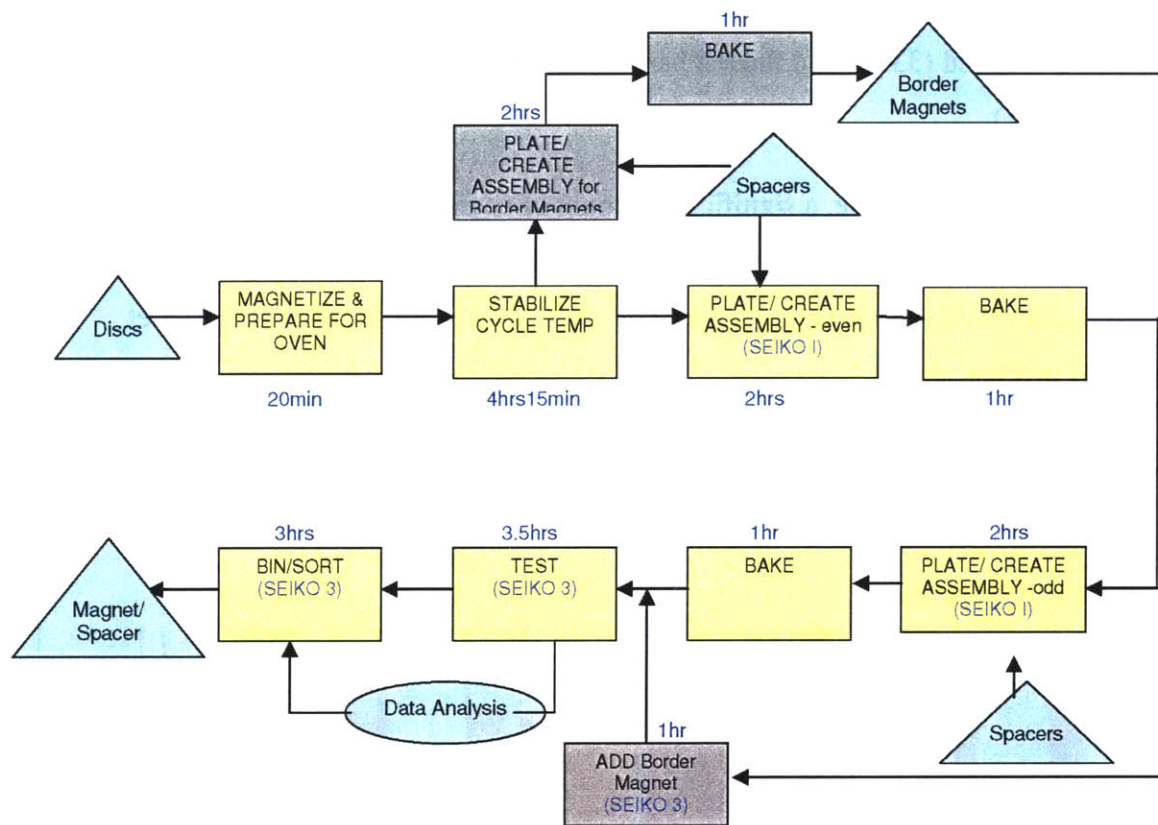 1hr
BAKE
Border
Magnets
2hrs
PLATE/
CREATE
ASSEMBLY for
Border Magnets
Spacers
Discs
MAGNETIZE &
PREPARE FOR
OVEN
20min
STABILIZE
CYCLE TEMP
4hrs15min
PLATE/ CREATE
ASSEMBLY - even
(SEIKO I)
2hrs
BAKE
1hr
3hrs
BIN/SORT
(SEIKO 3)
3.5hrs
TEST
(SEIKO 3)
1hr
BAKE
2hrs
PLATE/ CREATE
ASSEMBLY -odd
(SEIKO I)
Magnet/
Spacer
Data Analysis
Spacers
1hr
ADD Border
Magnet
(SEIKO 3)